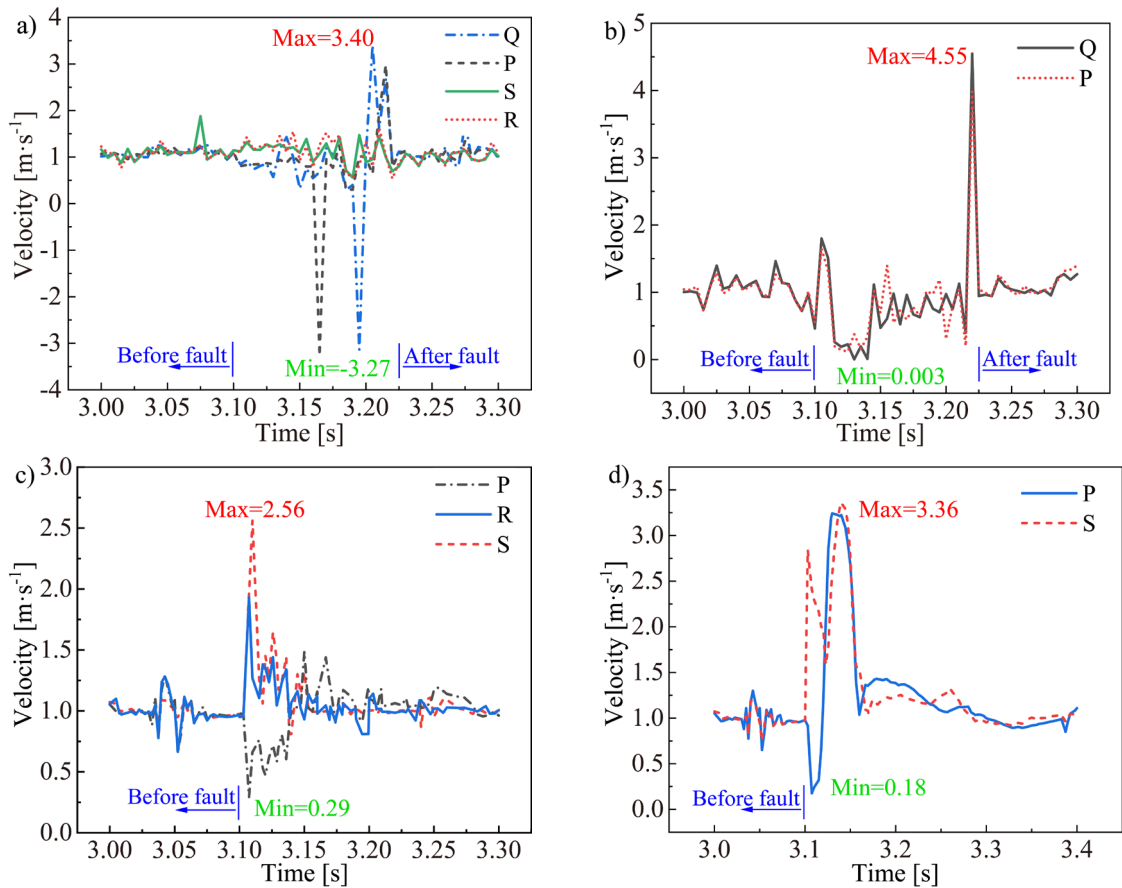 a)
Velocity [m·s⁻¹]
4
3
2
1
0
-1
-2
-3
-4
Max=3.40
Q
P
S
R
Before fault
Min=-3.27
After fault
3.00 3.05 3.10 3.15 3.20 3.25 3.30
Time [s]
b)
Velocity [m·s⁻¹]
5
4
3
2
1
0
Max=4.55
Q
P
Before fault
Min=0.003
After fault
3.00 3.05 3.10 3.15 3.20 3.25 3.30
Time [s]
c)
Velocity [m·s⁻¹]
3.0
2.5
2.0
1.5
1.0
0.5
0.0
Max=2.56
P
R
S
Before fault
Min=0.29
3.00 3.05 3.10 3.15 3.20 3.25 3.30
Time [s]
d)
Velocity [m·s⁻¹]
3.5
3.0
2.5
2.0
1.5
1.0
0.5
0.0
Max=3.36
P
S
Before fault
Min=0.18
3.0 3.1 3.2 3.3 3.4
Time [s]